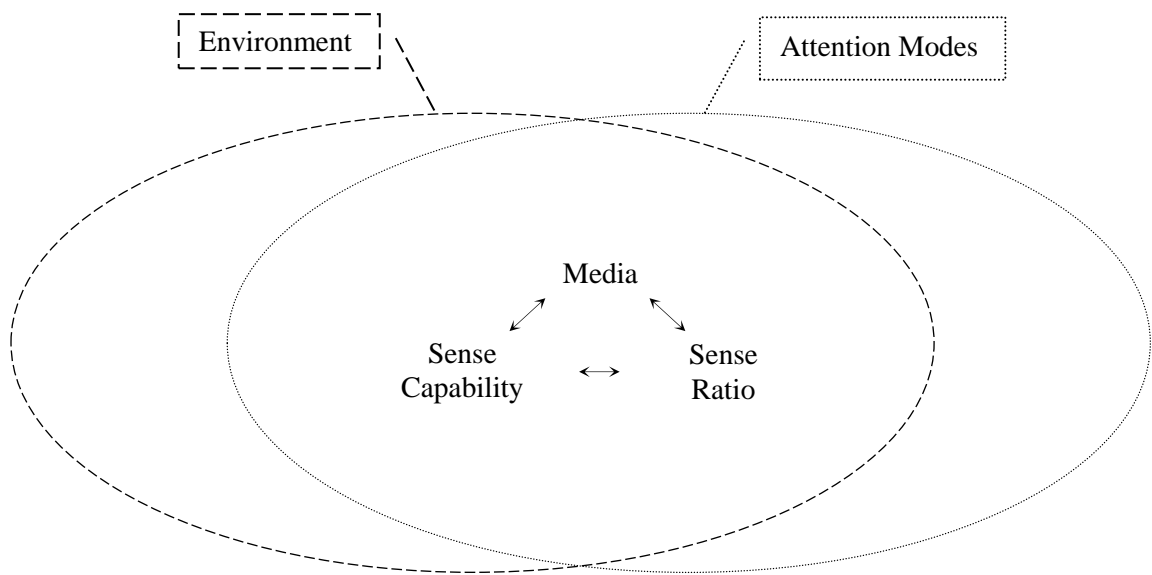 Environment
Attention Modes
Media
Sense
Capability
Sense
Ratio